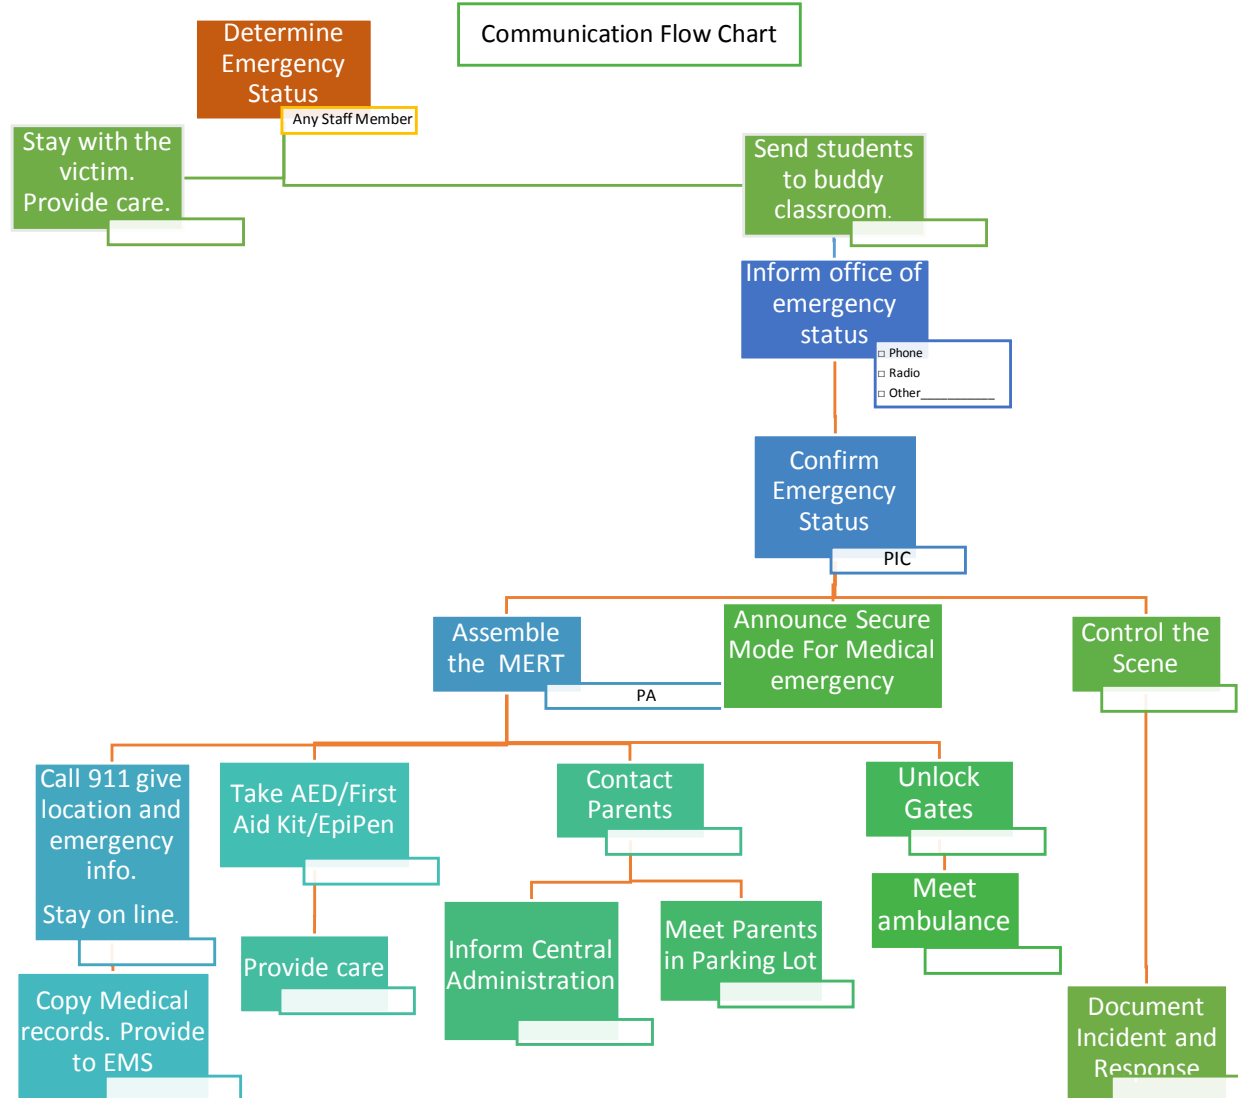 Communication Flow Chart
Determine
Emergency
Status
Any Staff Member
Stay with the
victim.
Provide care.
Send students
to buddy
classroom.
Inform office of
emergency
status
□ Phone
□ Radio
□ Other___________
Confirm
Emergency
Status
PIC
Assemble
the MERT
PA
Announce Secure
Mode For Medical
emergency
Control the
Scene
Call 911 give
location and
emergency
info.
Stay on line.
Take AED/First
Aid Kit/EpiPen
Contact
Parents
Unlock
Gates
Meet
ambulance
Provide care
Inform Central
Administration
Meet Parents
in Parking Lot
Copy Medical
records. Provide
to EMS
Document
Incident and
Response